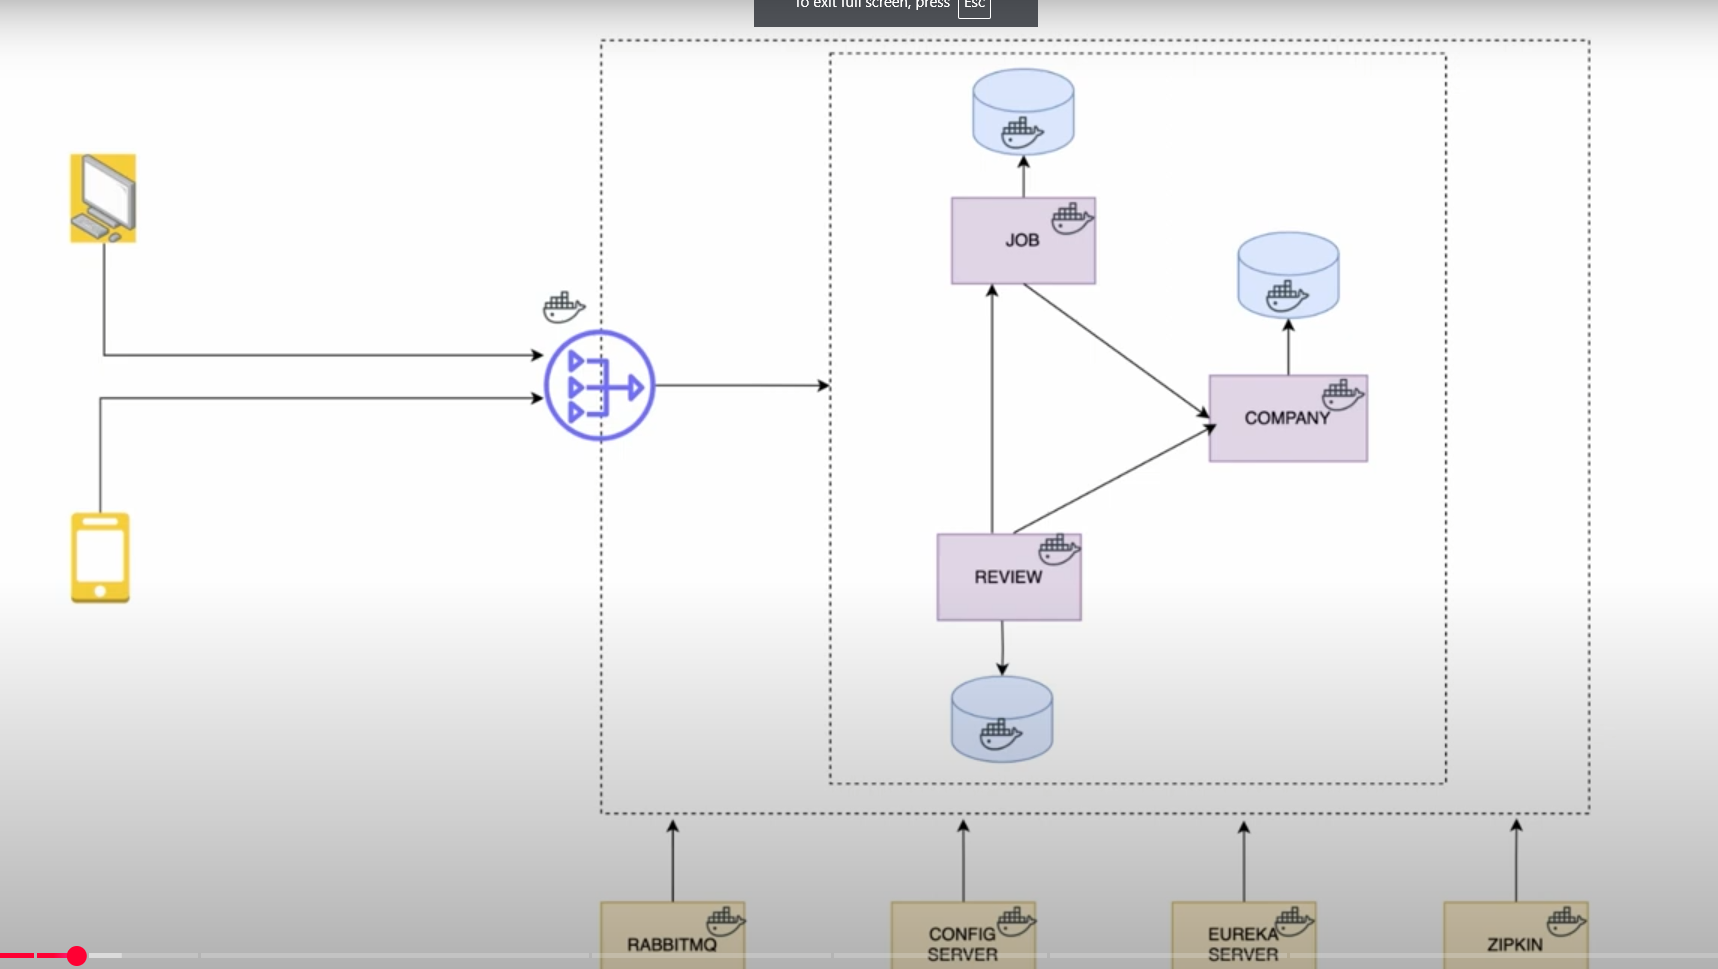 To exit full screen, press Esc
JOB
COMPANY
REVIEW
RABBITMQ
CONFIG
SERVER
EUREKA
SERVER
ZIPKIN